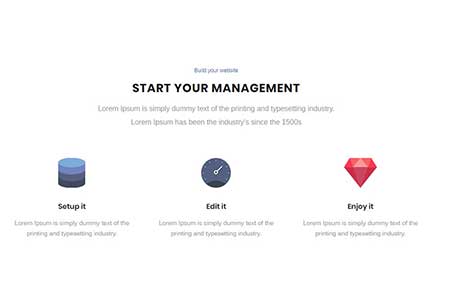 Build your website
START YOUR MANAGEMENT
Lorem Ipsum is simply dummy text of the printing and typesetting industry.
Lorem Ipsum has been the industry's since the 1500s.
Setup it
Lorem Ipsum is simply dummy text of the
printing and typesetting industry.
Edit it
Lorem Ipsum is simply dummy text of the
printing and typesetting industry.
Enjoy it
Lorem Ipsum is simply dummy text of the
printing and typesetting industry.